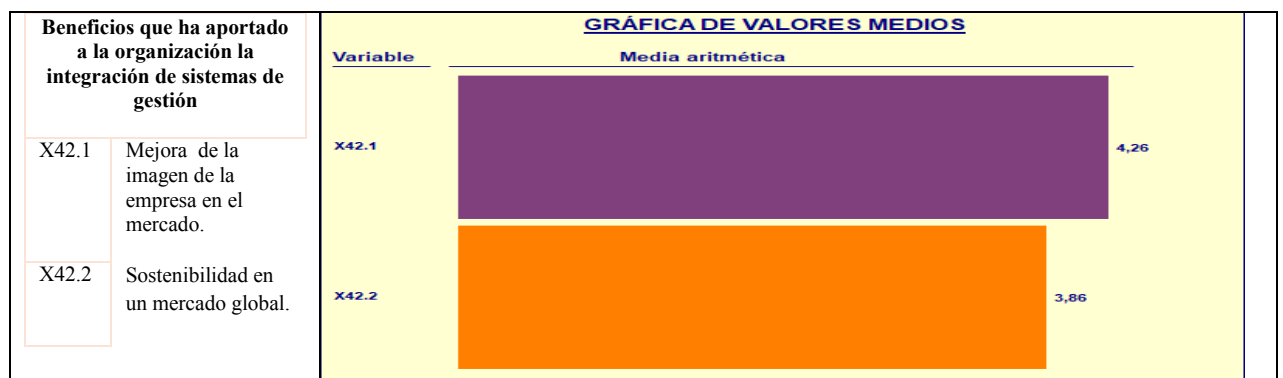 Beneficios que ha aportado
a la organización la
integración de sistemas de
gestión
X42.1 Mejora de la
imagen de la
empresa en el
mercado.
X42.2 Sostenibilidad en
un mercado global.
GRÁFICA DE VALORES MEDIOS
Variable Media aritmética
X42.1 4,26
X42.2 3,86